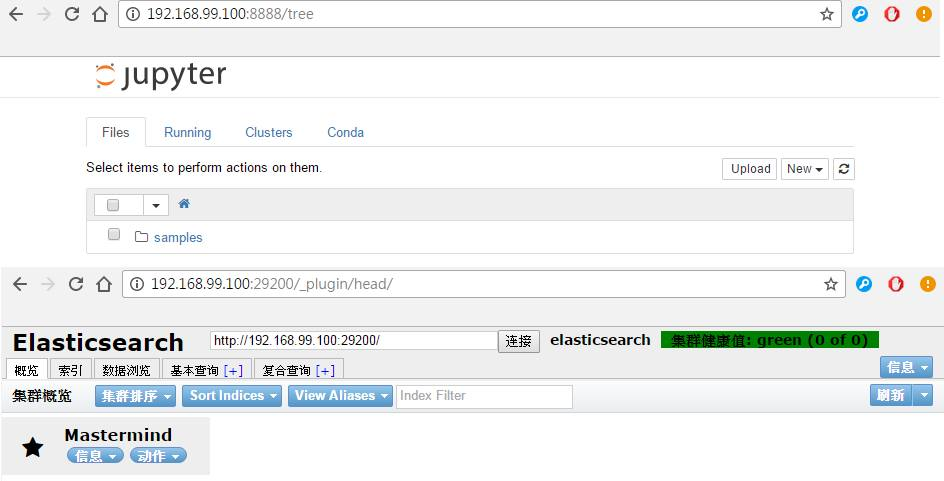 192.168.99.100:8888/tree
jupyter
Files Running Clusters Conda
Select items to perform actions on them. Upload New
samples
192.168.99.100:29200/_plugin/head/
Elasticsearch http://192.168.99.100:29200/ 连接 elasticsearch 集群健康值: green (0 of 0)
概览 索引 数据浏览 基本查询 [+] 复合查询 [+] 信息
集群概览 集群排序 Sort Indices View Aliases Index Filter 刷新
Mastermind
信息 动作